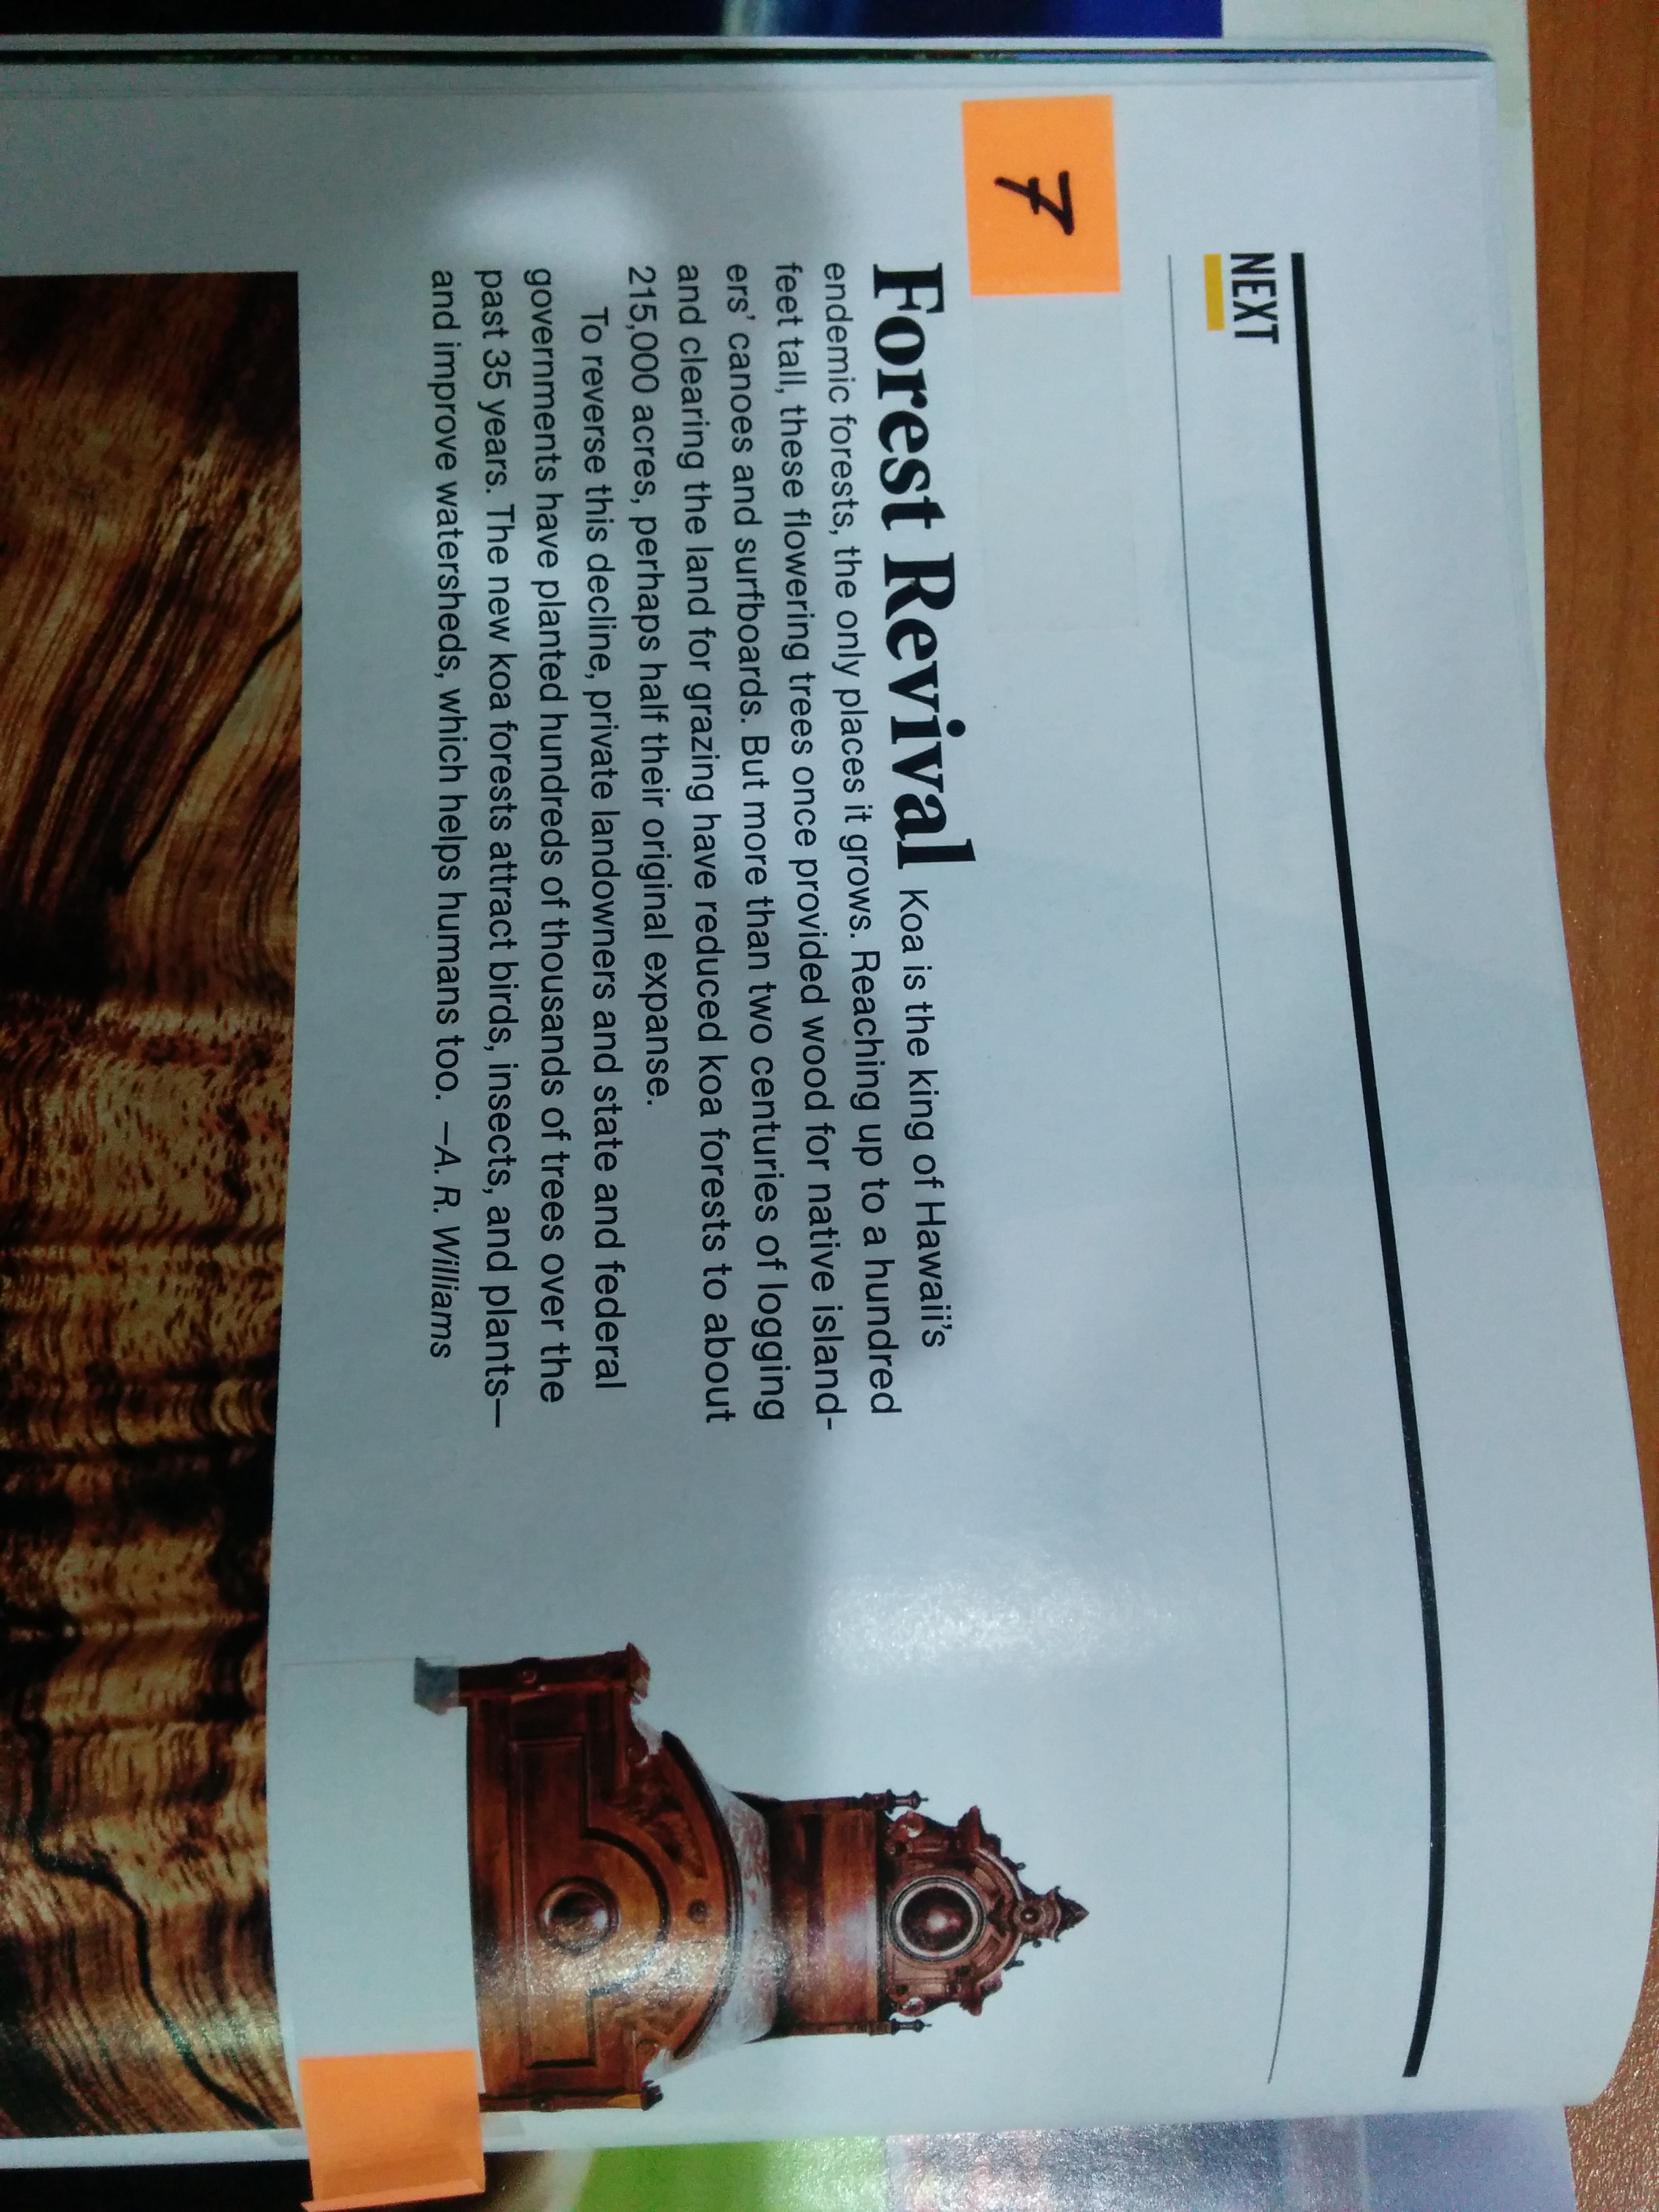 NEXT
7
Forest Revival Koa is the king of Hawaii's
endemic forests, the only places it grows. Reaching up to a hundred
feet tall, these flowering trees once provided wood for native island-
ers' canoes and surfboards. But more than two centuries of logging
and clearing the land for grazing have reduced koa forests to about
215,000 acres, perhaps half their original expanse.
To reverse this decline, private landowners and state and federal
governments have planted hundreds of thousands of trees over the
past 35 years. The new koa forests attract birds, insects, and plants—
and improve watersheds, which helps humans too. –A. R. Williams